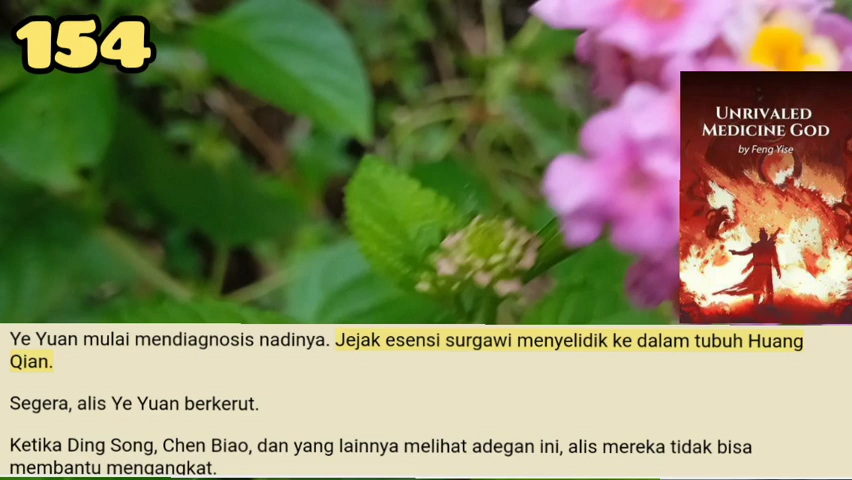 154
UNRIVALED
MEDICINE GOD
by Feng Yise
Ye Yuan mulai mendiagnosis nadinya. Jejak esensi surgawi menyelidik ke dalam tubuh Huang
Qian.
Segera, alis Ye Yuan berkerut.
Ketika Ding Song, Chen Biao, dan yang lainnya melihat adegan ini, alis mereka tidak bisa
membantu mengangkat.